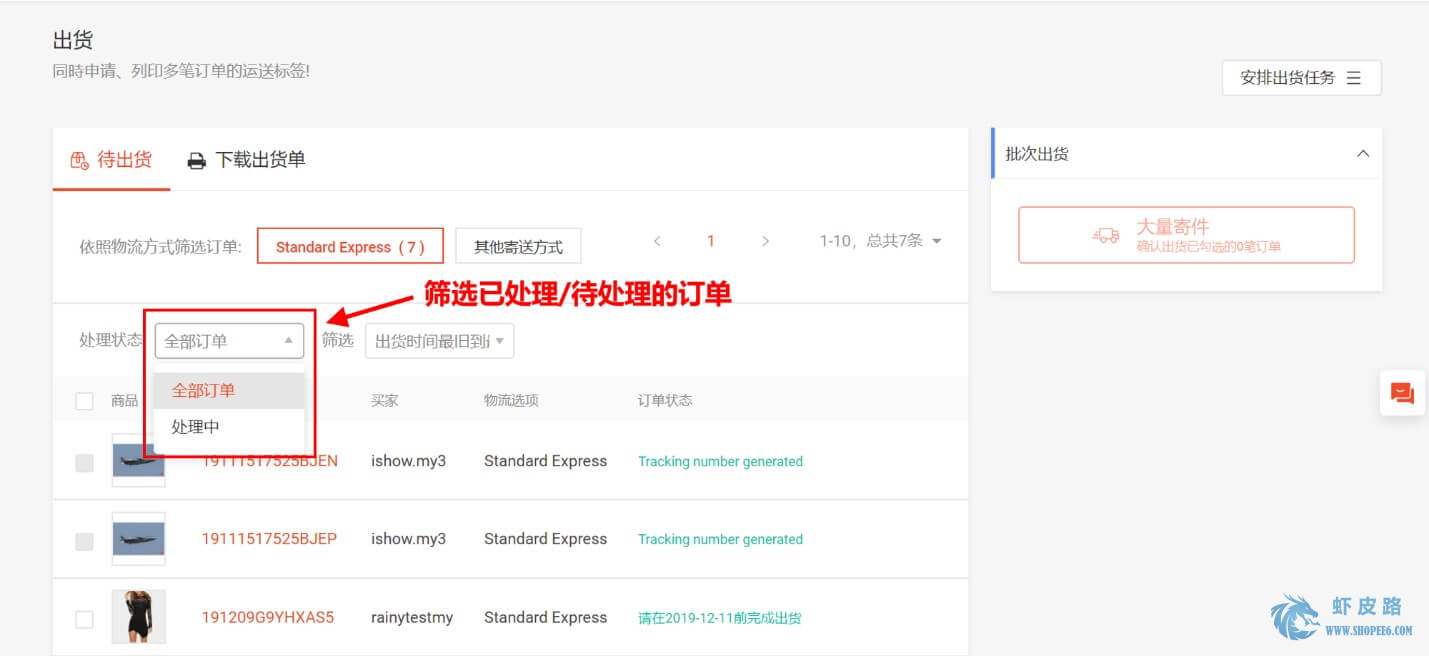 出货
同時申请、列印多笔订单的运送标签!
安排出货任务
待出货
下载出货单
批次出货
依照物流方式筛选订单:
Standard Express ( 7 )
其他寄送方式
1
1-10, 总共7条
大量寄件
确认出货已勾选的0笔订单
筛选已处理/待处理的订单
处理状态
全部订单
筛选
出货时间最旧到
全部订单
处理中
商品
买家
物流选项
订单状态
19111517525BJEN
ishow.my3
Standard Express
Tracking number generated
19111517525BJEP
ishow.my3
Standard Express
Tracking number generated
191209G9YHXAS5
rainytestmy
Standard Express
请在2019-12-11前完成出货
虾皮路
WWW.SHOPEE6.COM